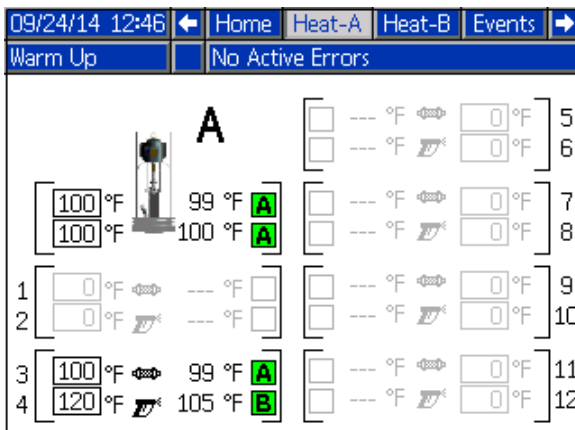 09/24/14 12:46 Home Heat-A Heat-B Events
Warm Up No Active Errors
A
--- °F 0 °F 5
--- °F 0 °F 6
100 °F 99 °F A --- °F 0 °F 7
100 °F 100 °F A --- °F 0 °F 8
1 0 °F --- °F --- °F 0 °F 9
2 0 °F --- °F --- °F 0 °F 10
3 100 °F 99 °F A --- °F 0 °F 11
4 120 °F 105 °F B --- °F 0 °F 12